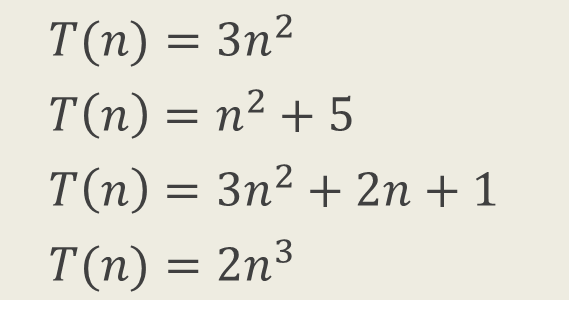 T(n) = 3n²
T(n) = n² + 5
T(n) = 3n² + 2n + 1
T(n) = 2n³